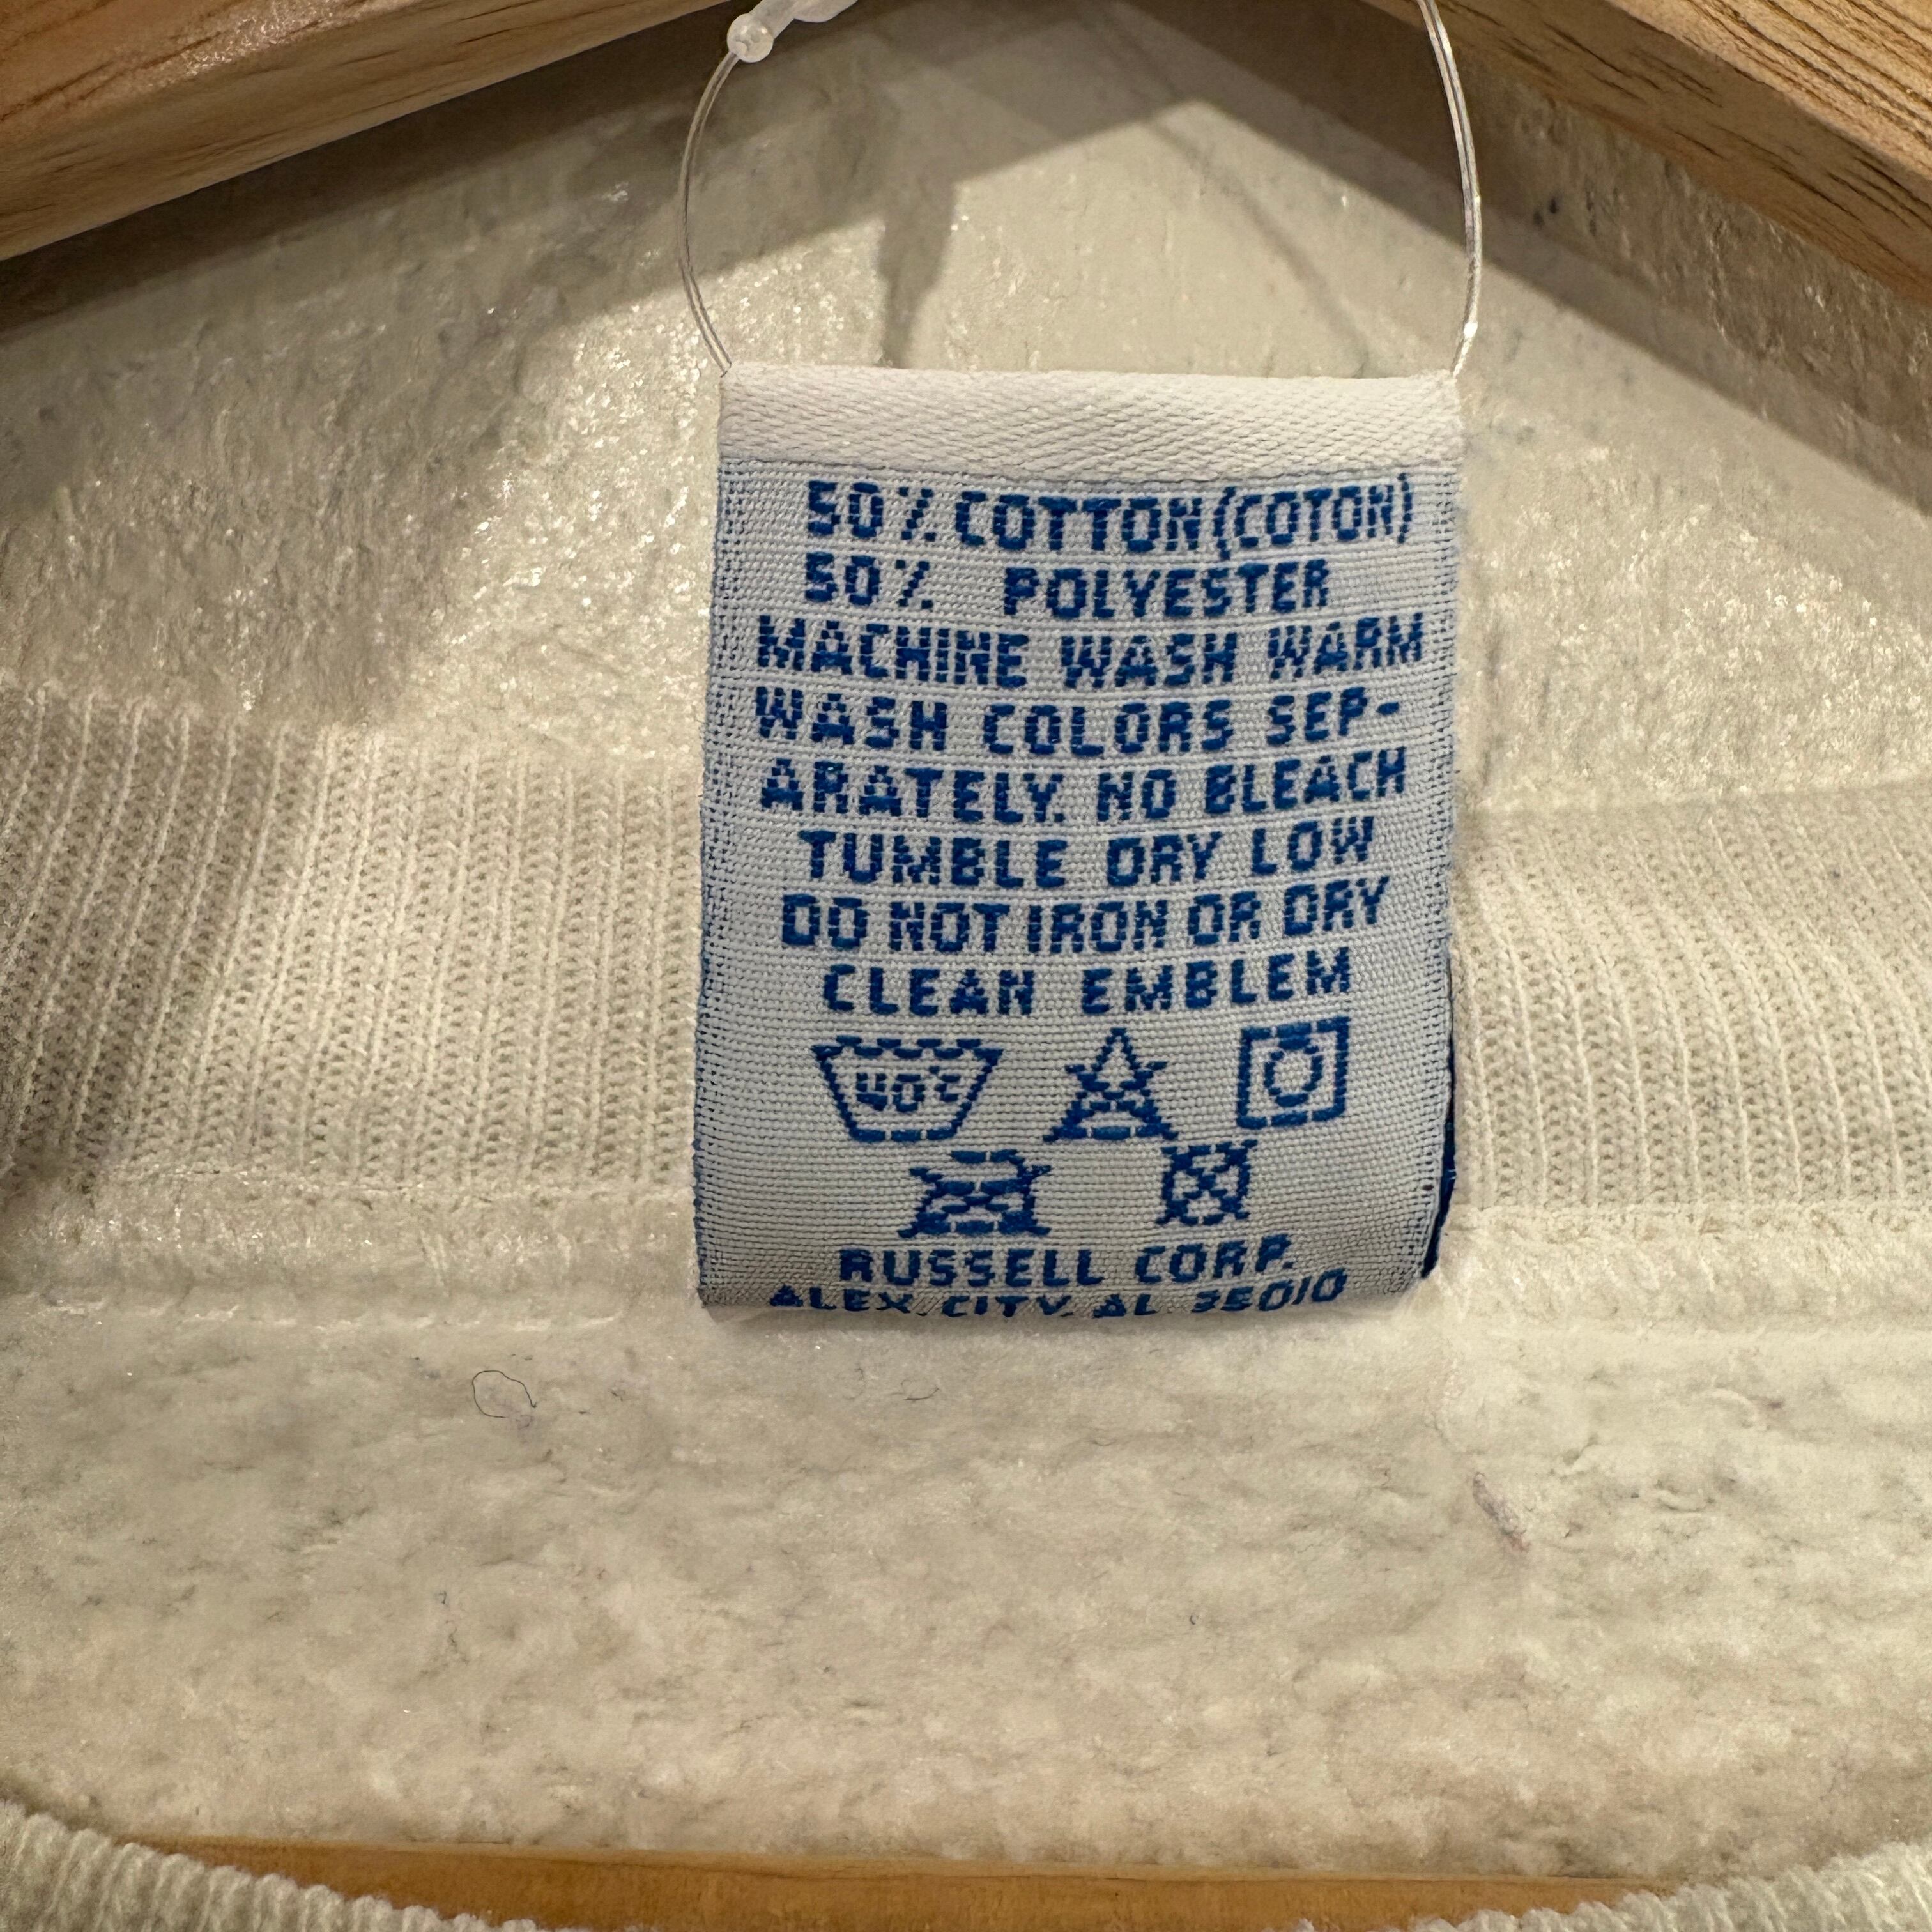 50% COTTON(COTON)
50% POLYESTER
MACHINE WASH WARM
WASH COLORS SEP-
ARATELY. NO BLEACH
TUMBLE DRY LOW
DO NOT IRON OR DRY
CLEAN EMBLEM
40°C
RUSSELL CORP.
ALEX. CITY, AL 35010